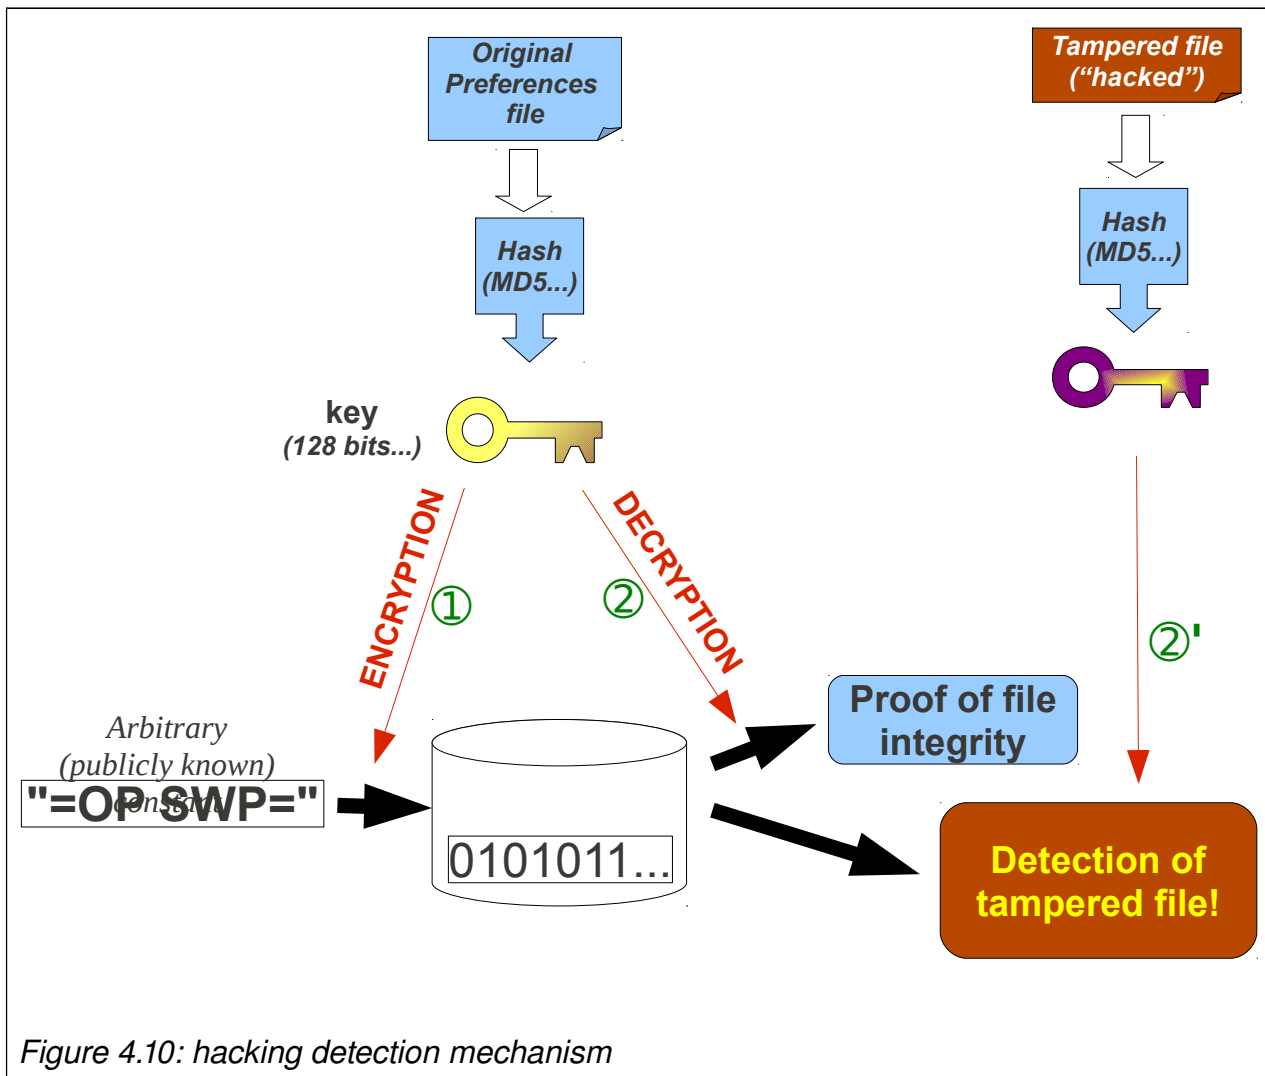 Original
Preferences
file
Tampered file
(“hacked”)
Hash
(MD5...)
Hash
(MD5...)
key
(128 bits...)
ENCRYPTION
DECRYPTION
①
②
②'
Arbitrary
(publicly known)
constant
"=OP SWP="
0101011...
Proof of file
integrity
Detection of
tampered file!
Figure 4.10: hacking detection mechanism